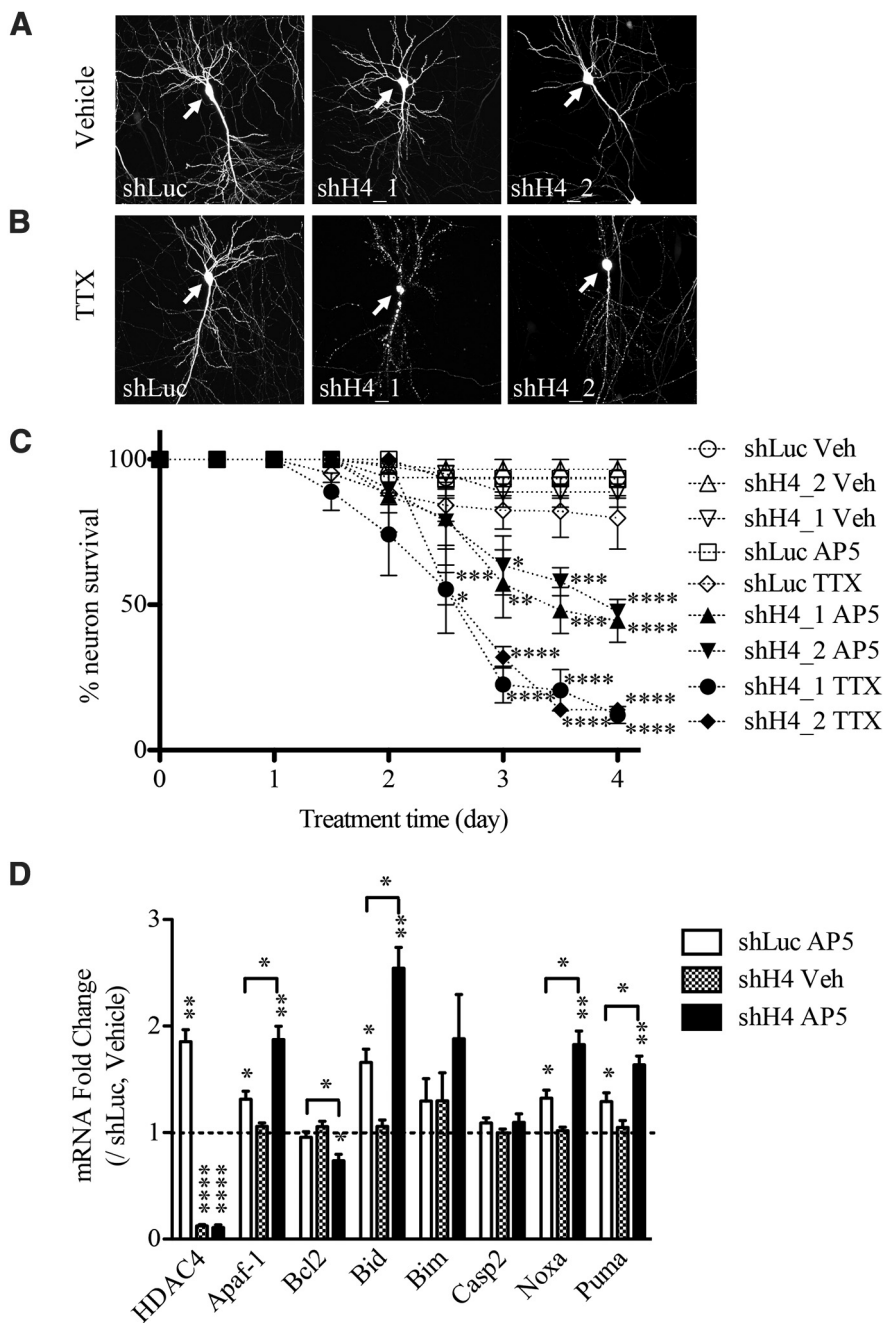 A
Vehicle
shLuc
shH4_1
shH4_2
B
TTX
shLuc
shH4_1
shH4_2
C
% neuron survival
100
50
0
0
1
2
3
4
Treatment time (day)
***
*
*
**
****
****
***
***
****
****
****
****
****
****
shLuc Veh
shH4_2 Veh
shH4_1 Veh
shLuc AP5
shLuc TTX
shH4_1 AP5
shH4_2 AP5
shH4_1 TTX
shH4_2 TTX
D
mRNA Fold Change
(/ shLuc, Vehicle)
3
2
1
0
**
****
****
*
*
**
*
*
*
*
**
*
*
**
*
*
**
HDAC4
Apaf-1
Bcl2
Bid
Bim
Casp2
Noxa
Puma
shLuc AP5
shH4 Veh
shH4 AP5